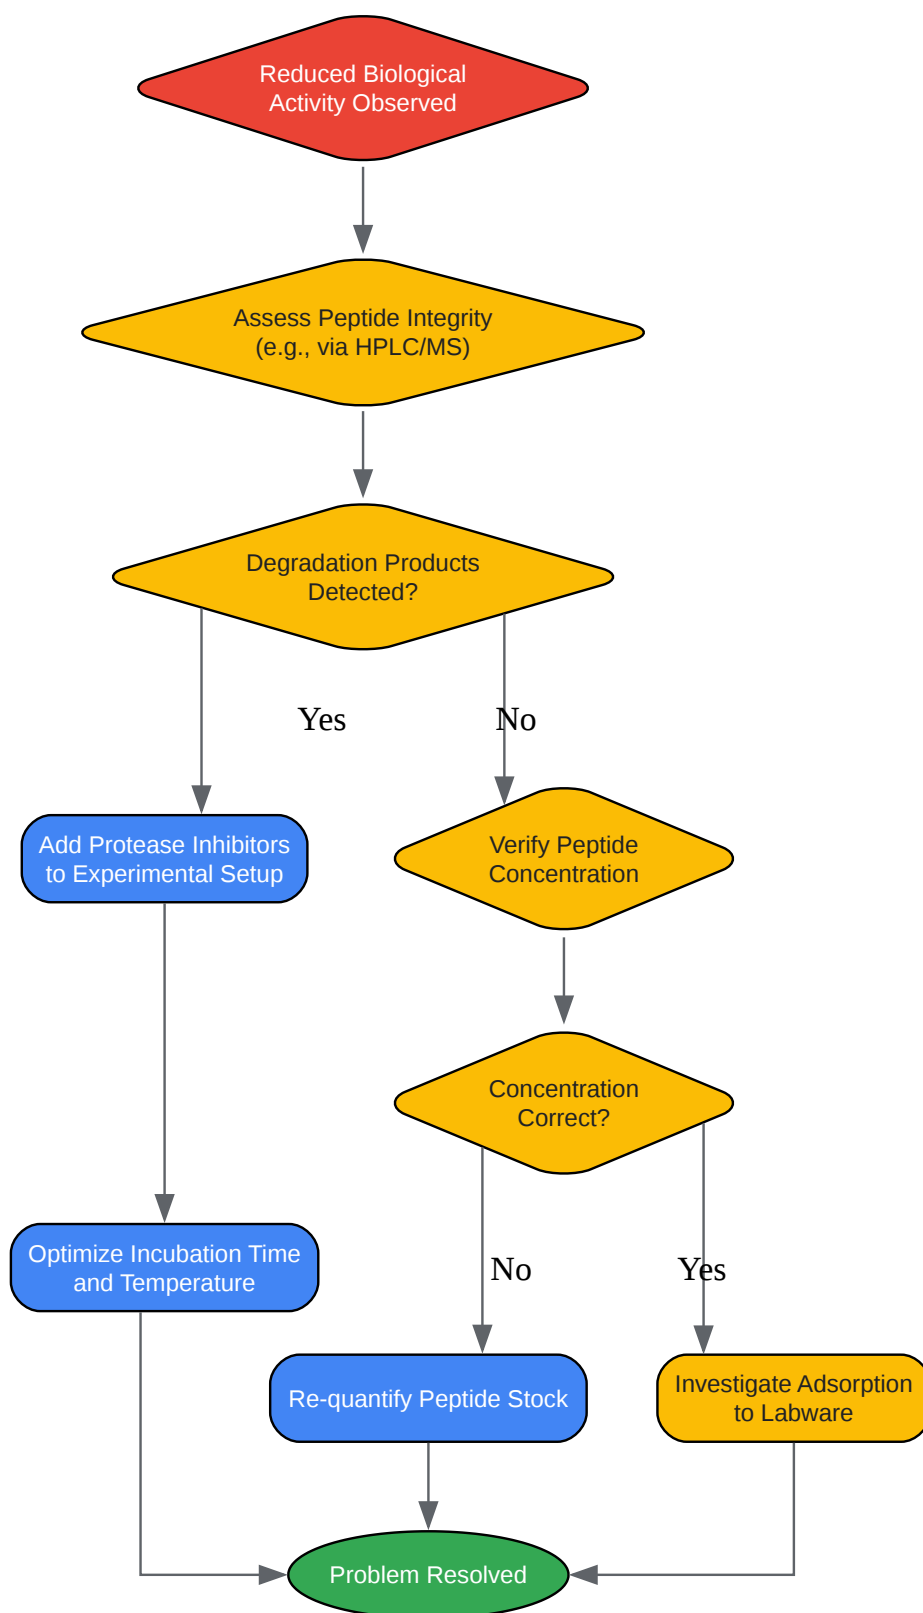 Reduced Biological
Activity Observed
Assess Peptide Integrity
(e.g., via HPLC/MS)
Degradation Products
Detected?
Yes
No
Add Protease Inhibitors
to Experimental Setup
Verify Peptide
Concentration
Concentration
Correct?
Optimize Incubation Time
and Temperature
No
Yes
Re-quantify Peptide Stock
Investigate Adsorption
to Labware
Problem Resolved